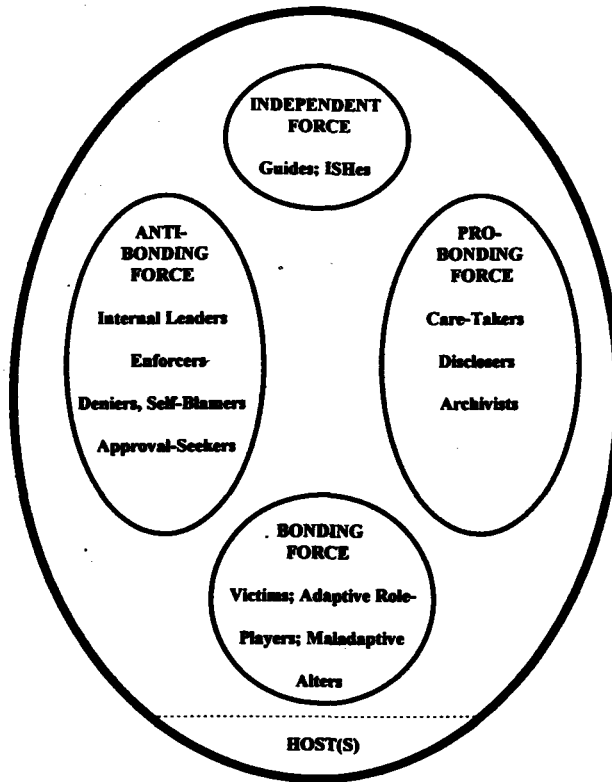 INDEPENDENT
FORCE
Guides; ISHes
ANTI-
BONDING
FORCE
Internal Leaders
Enforcers
Deniers, Self-Blamers
Approval-Seekers
PRO-
BONDING
FORCE
Care-Takers
Disclosers
Archivists
BONDING
FORCE
Victims; Adaptive Role-
Players; Maladaptive
Alters
HOST(S)